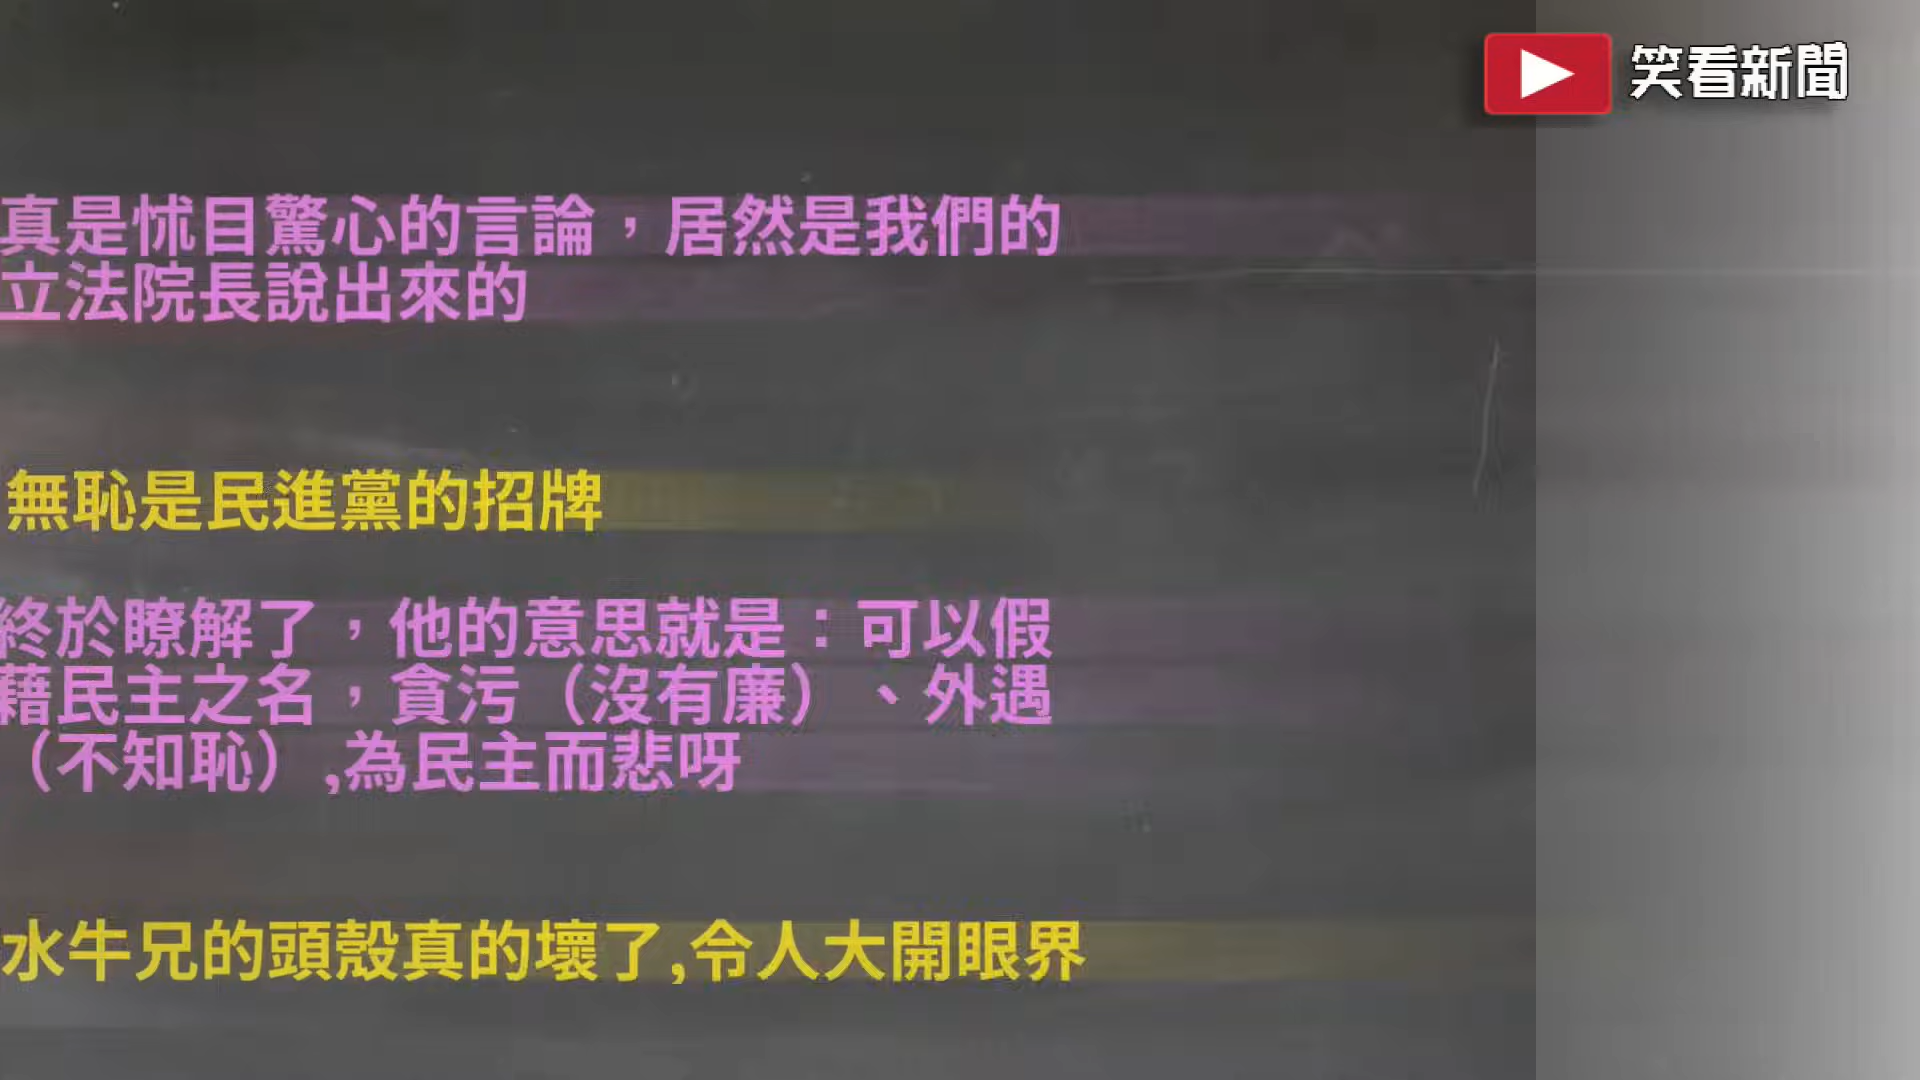 笑看新聞
真是怵目驚心的言論，居然是我們的
立法院長說出來的
無恥是民進黨的招牌
終於瞭解了，他的意思就是：可以假
藉民主之名，貪污（沒有廉）、外遇
（不知恥）,為民主而悲呀
水牛兄的頭殼真的壞了,令人大開眼界